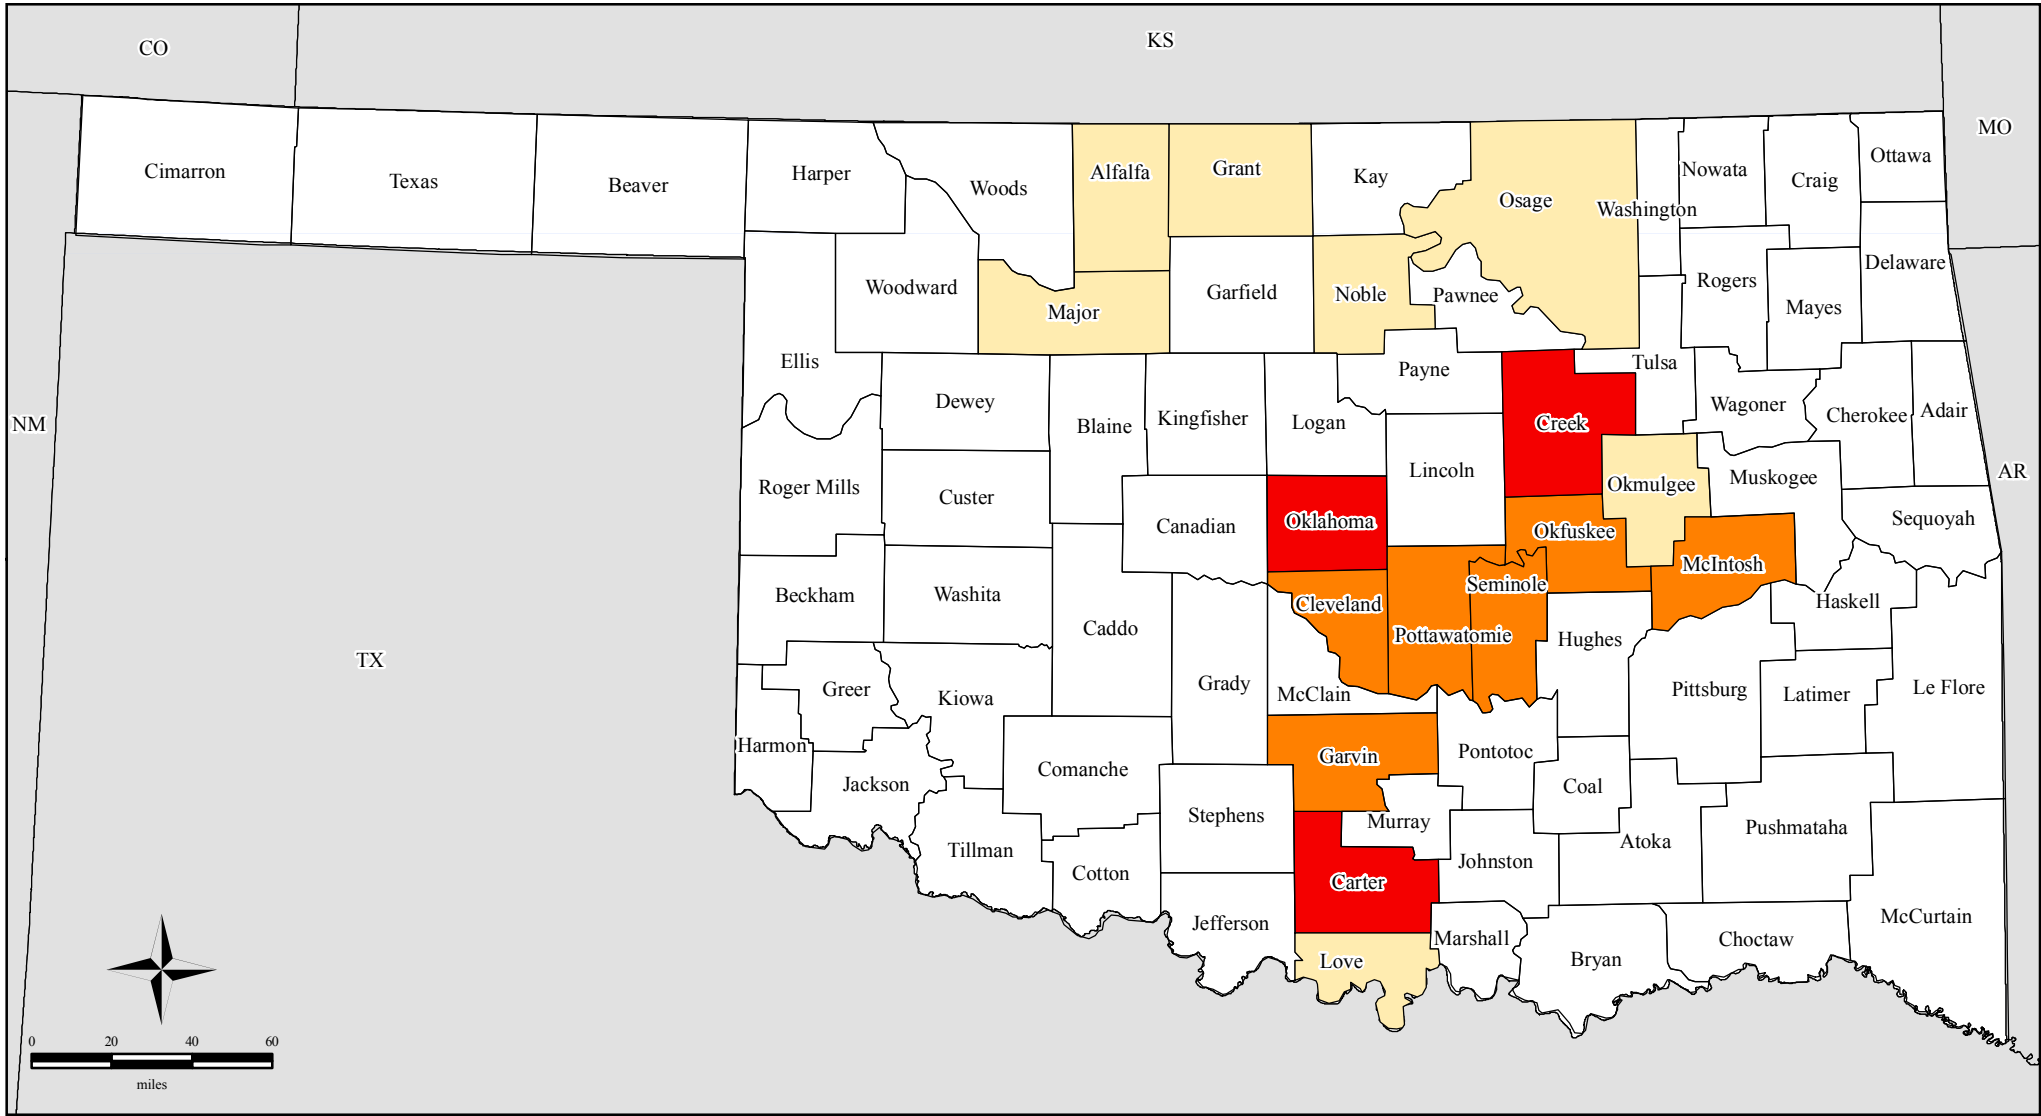 CO
KS
MO
Cimarron
Texas
Beaver
Harper
Woods
Alfalfa
Grant
Kay
Osage
Washington
Nowata
Craig
Ottawa
Woodward
Major
Garfield
Noble
Pawnee
Rogers
Mayes
Delaware
Ellis
Dewey
Blaine
Kingfisher
Logan
Payne
Creek
Tulsa
Wagoner
Cherokee
Adair
NM
Roger Mills
Custer
Canadian
Oklahoma
Lincoln
Okmulgee
Muskogee
Sequoyah
AR
Okfuskee
McIntosh
Beckham
Washita
Caddo
Cleveland
Pottawatomie
Seminole
Hughes
Haskell
TX
Greer
Kiowa
Grady
McClain
Pittsburg
Latimer
Le Flore
Harmon
Jackson
Comanche
Garvin
Pontotoc
Coal
Stephens
Murray
Tillman
Cotton
Carter
Johnston
Atoka
Pushmataha
Jefferson
Love
Marshall
Bryan
Choctaw
McCurtain
0 20 40 60
miles